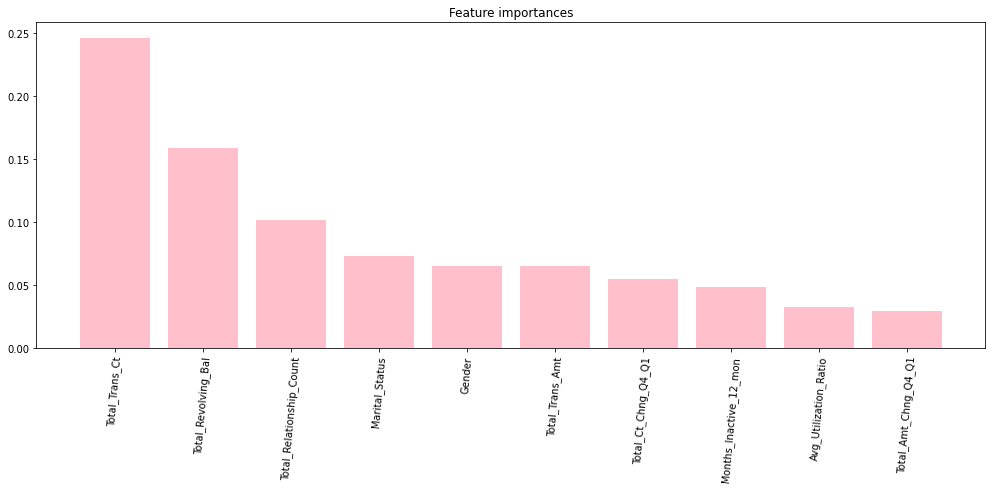 Feature importances
0.25
0.20
0.15
0.10
0.05
0.00
Total_Trans_Ct
Total_Revolving_Bal
Total_Relationship_Count
Marital_Status
Gender
Total_Trans_Amt
Total_Ct_Chng_Q4_Q1
Months_Inactive_12_mon
Avg_Utilization_Ratio
Total_Amt_Chng_Q4_Q1